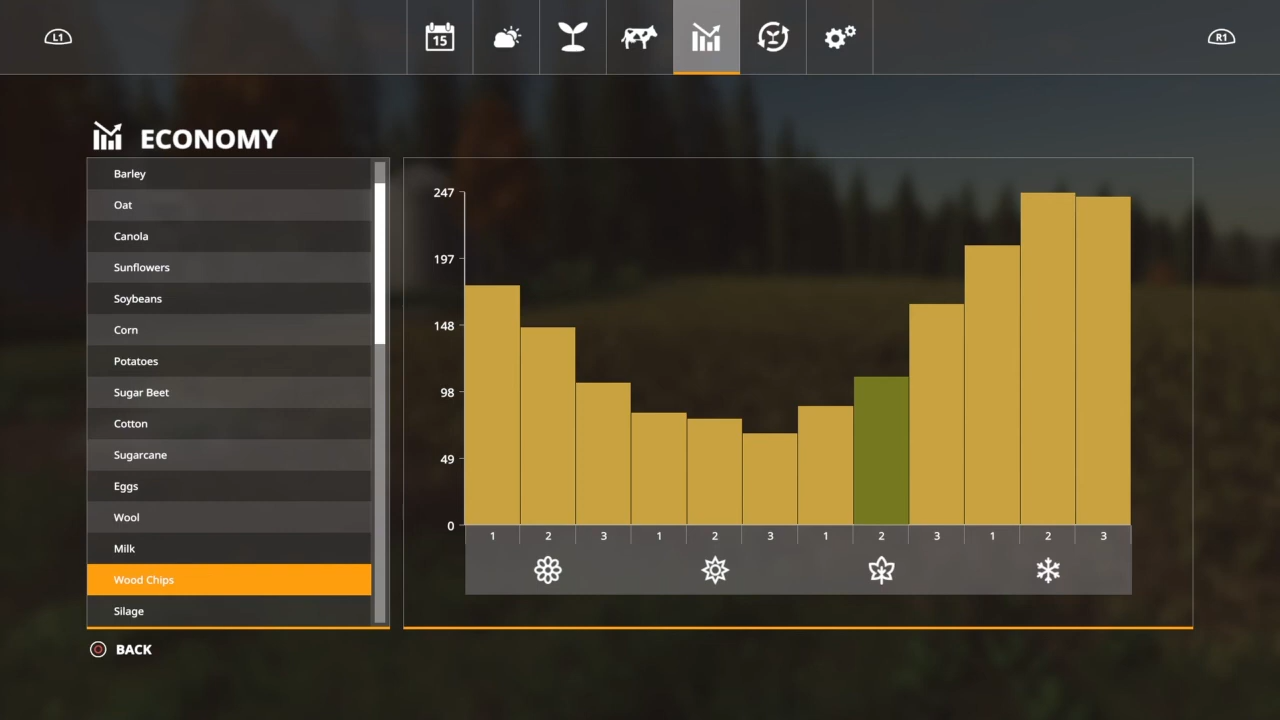 L1
15
R1
ECONOMY
Barley
Oat
Canola
Sunflowers
Soybeans
Corn
Potatoes
Sugar Beet
Cotton
Sugarcane
Eggs
Wool
Milk
Wood Chips
Silage
BACK
247
197
148
98
49
0
1 2 3 1 2 3 1 2 3 1 2 3